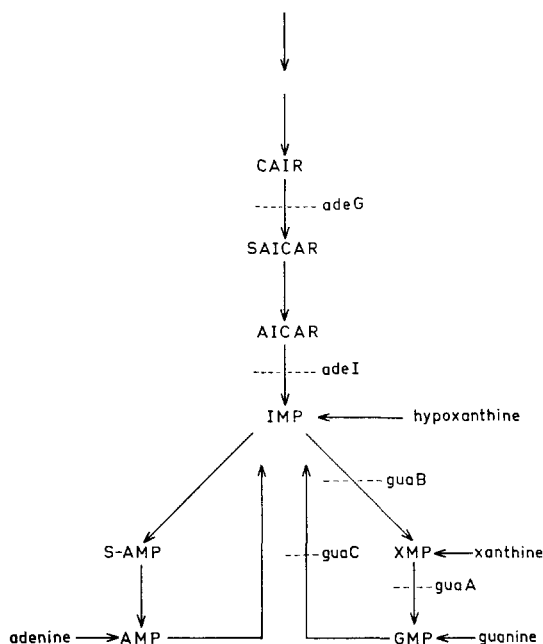 CAIR
adeG
SAICAR
AICAR
adeI
IMP
hypoxanthine
guaB
S-AMP
guaC
XMP
xanthine
guaA
adenine
AMP
GMP
guanine